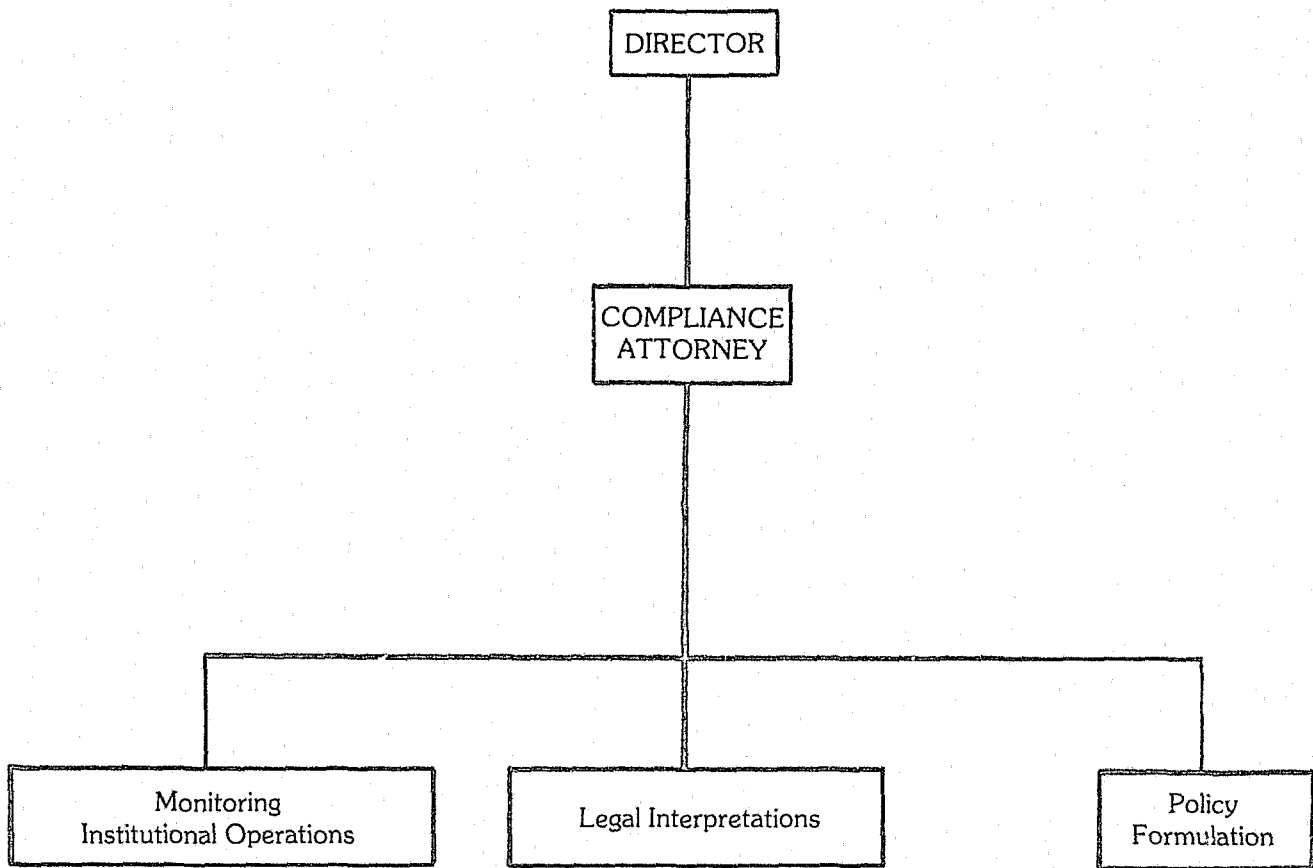 DIRECTOR
COMPLIANCE
ATTORNEY
Monitoring
Institutional Operations
Legal Interpretations
Policy
Formulation